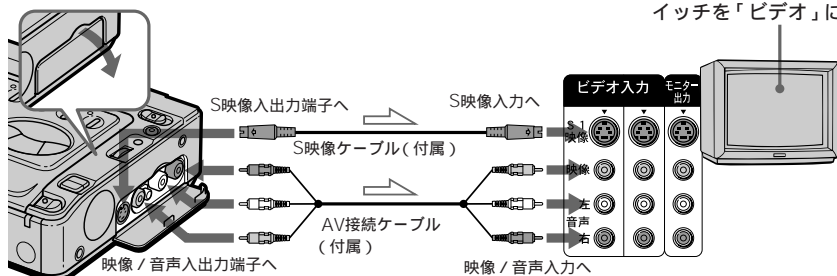 イッチを「ビデオ」に
S映像入出力端子へ
S映像入力へ
S映像ケーブル(付属)
ビデオ入力
モニター
出力
S1
映像
映像
左
音声
右
AV接続ケーブル
(付属)
映像/音声入出力端子へ
映像/音声入力へ